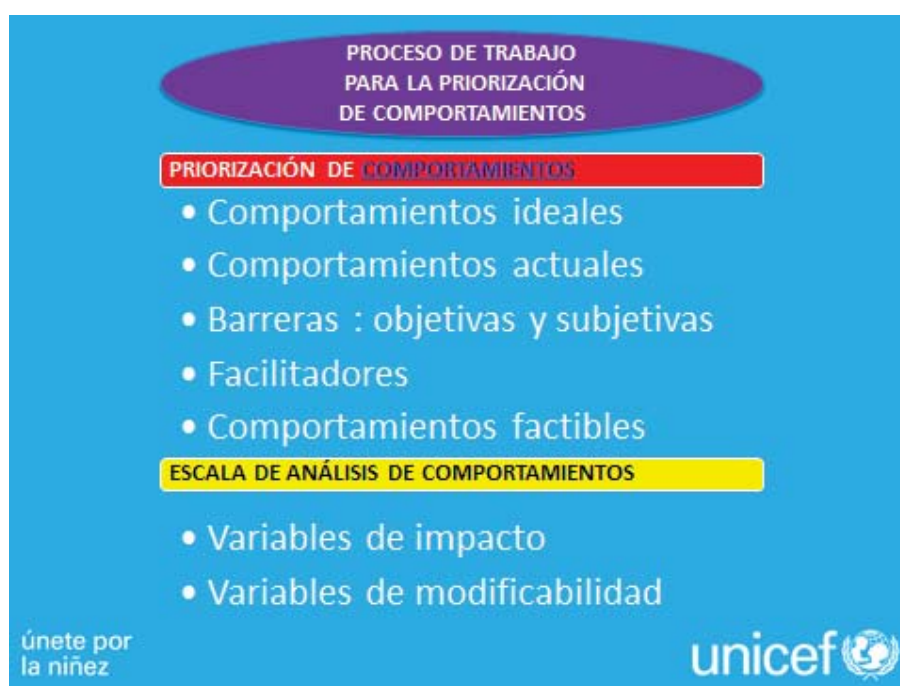 PROCESO DE TRABAJO
PARA LA PRIORIZACIÓN
DE COMPORTAMIENTOS
PRIORIZACIÓN DE COMPORTAMIENTOS
• Comportamientos ideales
• Comportamientos actuales
• Barreras : objetivas y subjetivas
• Facilitadores
• Comportamientos factibles
ESCALA DE ANÁLISIS DE COMPORTAMIENTOS
• Variables de impacto
• Variables de modificabilidad
únete por
la niñez
unicef